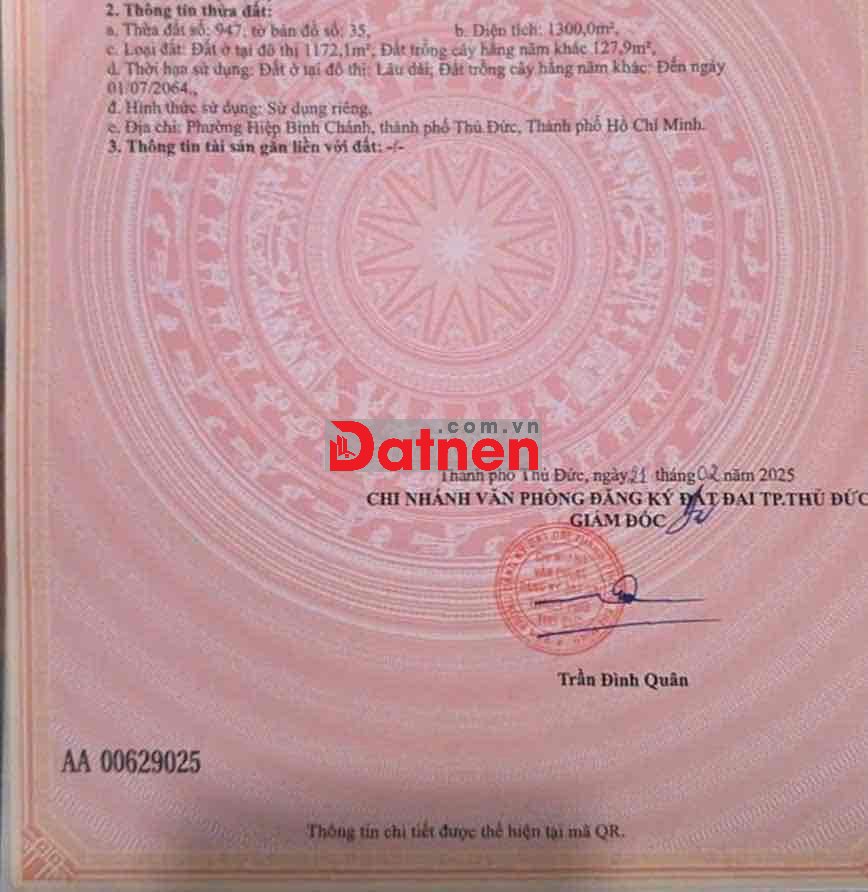 2. Thông tin thửa đất:
a. Thửa đất số: 947; tờ bản đồ số: 35, b. Diện tích: 1300,0m²,
c. Loại đất: Đất ở tại đô thị 1172,1m²; Đất trồng cây hàng năm khác 127,9m²,
d. Thời hạn sử dụng: Đất ở tại đô thị: Lâu dài; Đất trồng cây hàng năm khác: Đến ngày
01/07/2064.,
đ. Hình thức sử dụng: Sử dụng riêng,
e. Địa chỉ: Phường Hiệp Bình Chánh, thành phố Thủ Đức, Thành phố Hồ Chí Minh.
3. Thông tin tài sản gắn liền với đất: -/-
.com.vn
Datnen
Thành phố Thủ Đức, ngày 21 tháng 02 năm 2025
CHI NHÁNH VĂN PHÒNG ĐĂNG KÝ ĐẤT ĐAI TP.THỦ ĐỨC
GIÁM ĐỐC
Trần Đình Quân
AA 00629025
Thông tin chi tiết được thể hiện tại mã QR.